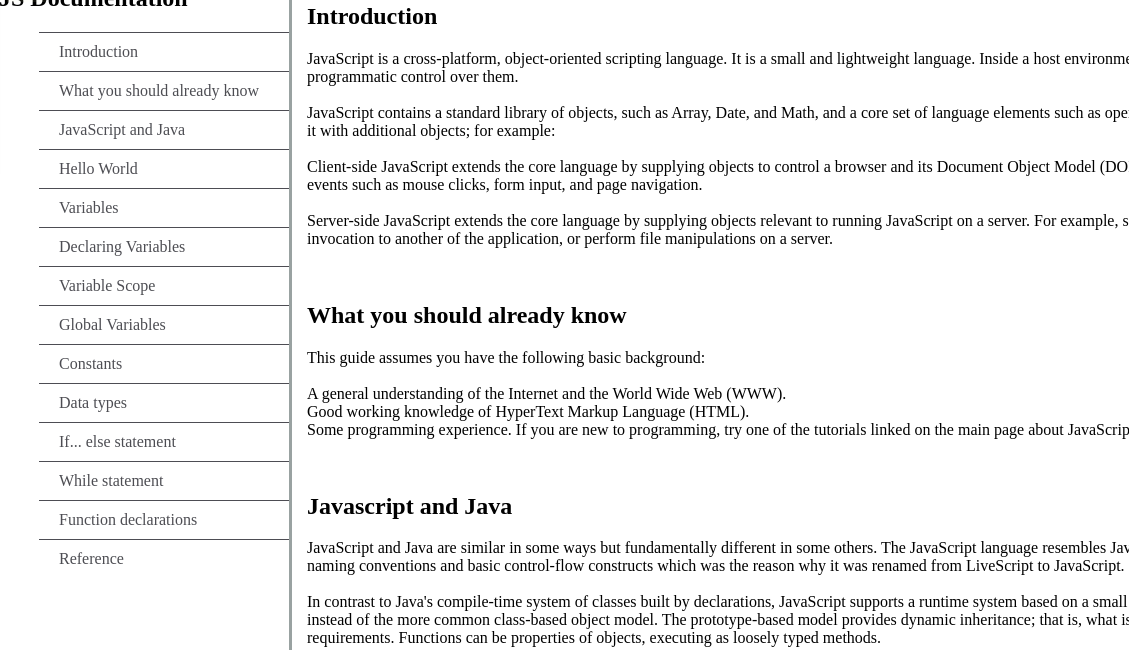 JS Documentation
Introduction
What you should already know
JavaScript and Java
Hello World
Variables
Declaring Variables
Variable Scope
Global Variables
Constants
Data types
If... else statement
While statement
Function declarations
Reference
Introduction
JavaScript is a cross-platform, object-oriented scripting language. It is a small and lightweight language. Inside a host
programmatic control over them.
JavaScript contains a standard library of objects, such as Array, Date, and Math, and a core set of language elements such as
it with additional objects; for example:
Client-side JavaScript extends the core language by supplying objects to control a browser and its Document Object Model
events such as mouse clicks, form input, and page navigation.
Server-side JavaScript extends the core language by supplying objects relevant to running JavaScript on a server. For example,
invocation to another of the application, or perform file manipulations on a server.
What you should already know
This guide assumes you have the following basic background:
A general understanding of the Internet and the World Wide Web (WWW).
Good working knowledge of HyperText Markup Language (HTML).
Some programming experience. If you are new to programming, try one of the tutorials linked on the main page about
Javascript and Java
JavaScript and Java are similar in some ways but fundamentally different in some others. The JavaScript language resembles
naming conventions and basic control-flow constructs which was the reason why it was renamed from LiveScript to JavaScript.
In contrast to Java's compile-time system of classes built by declarations, JavaScript supports a runtime system based on a small
instead of the more common class-based object model. The prototype-based model provides dynamic inheritance; that is, what is
requirements. Functions can be properties of objects, executing as loosely typed methods.